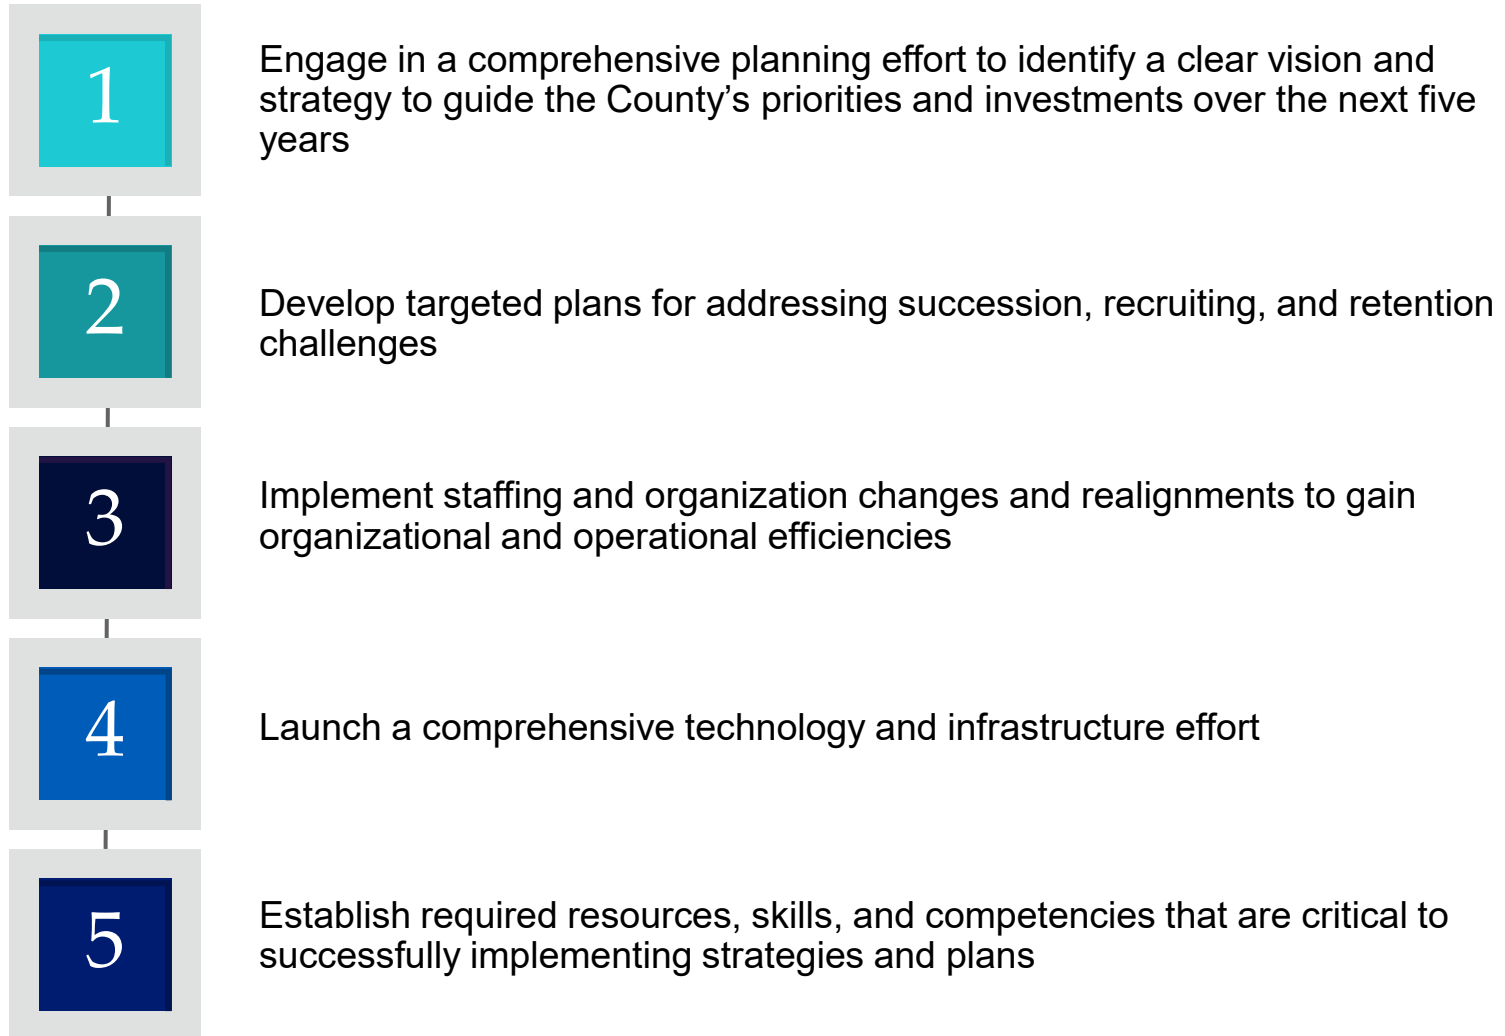 1
Engage in a comprehensive planning effort to identify a clear vision and
strategy to guide the County’s priorities and investments over the next five
years
2
Develop targeted plans for addressing succession, recruiting, and retention
challenges
3
Implement staffing and organization changes and realignments to gain
organizational and operational efficiencies
4
Launch a comprehensive technology and infrastructure effort
5
Establish required resources, skills, and competencies that are critical to
successfully implementing strategies and plans